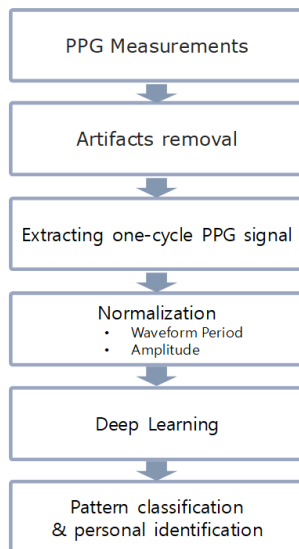 PPG Measurements
Artifacts removal
Extracting one-cycle PPG signal
Normalization
• Waveform Period
• Amplitude
Deep Learning
Pattern classification
& personal identification